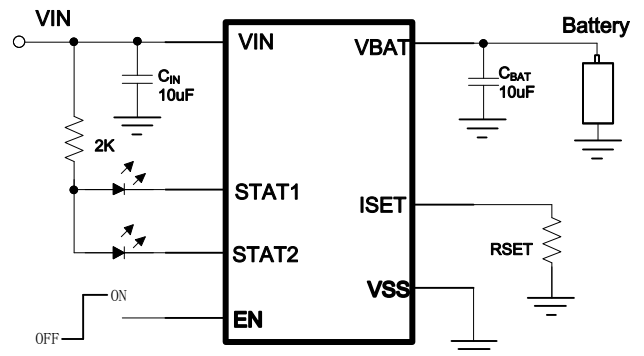 VIN
VIN
VBAT
Battery
CIN
10uF
CBAT
10uF
2K
STAT1
ISET
RSET
STAT2
VSS
ON
OFF
EN